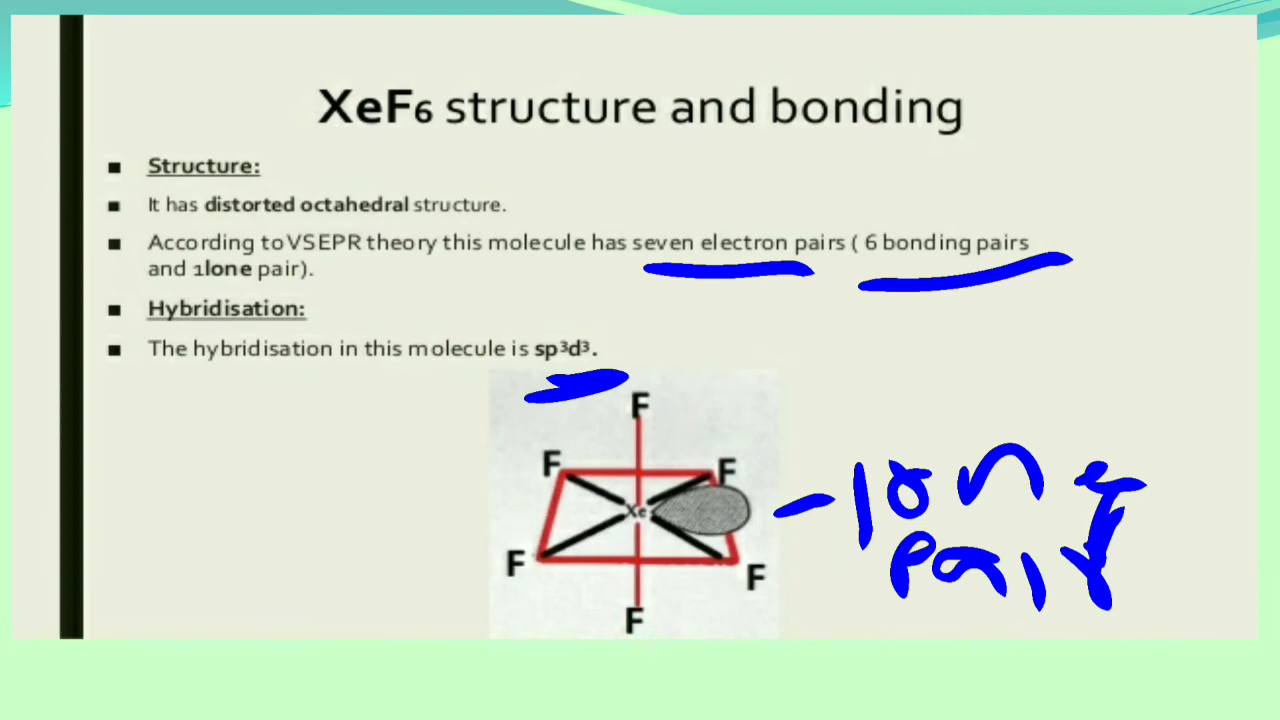 XeF6 structure and bonding
Structure:
It has distorted octahedral structure.
According to VSEPR theory this molecule has seven electron pairs ( 6 bonding pairs
and 1lone pair).
Hybridisation:
The hybridisation in this molecule is sp³d³.
F
F
F
Xe
F
F
F
- lone
pair